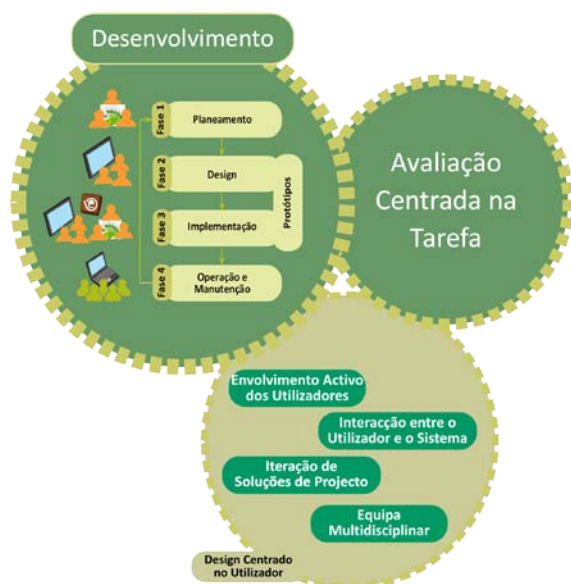 Desenvolvimento
Fase 1
Planeamento
Fase 2
Design
Protótipos
Fase 3
Implementação
Fase 4
Operação e
Manutenção
Avaliação
Centrada na
Tarefa
Envolvimento Activo
dos Utilizadores
Interacção entre o
Utilizador e o Sistema
Iteração de
Soluções de Projecto
Equipa
Multidisciplinar
Design Centrado
no Utilizador